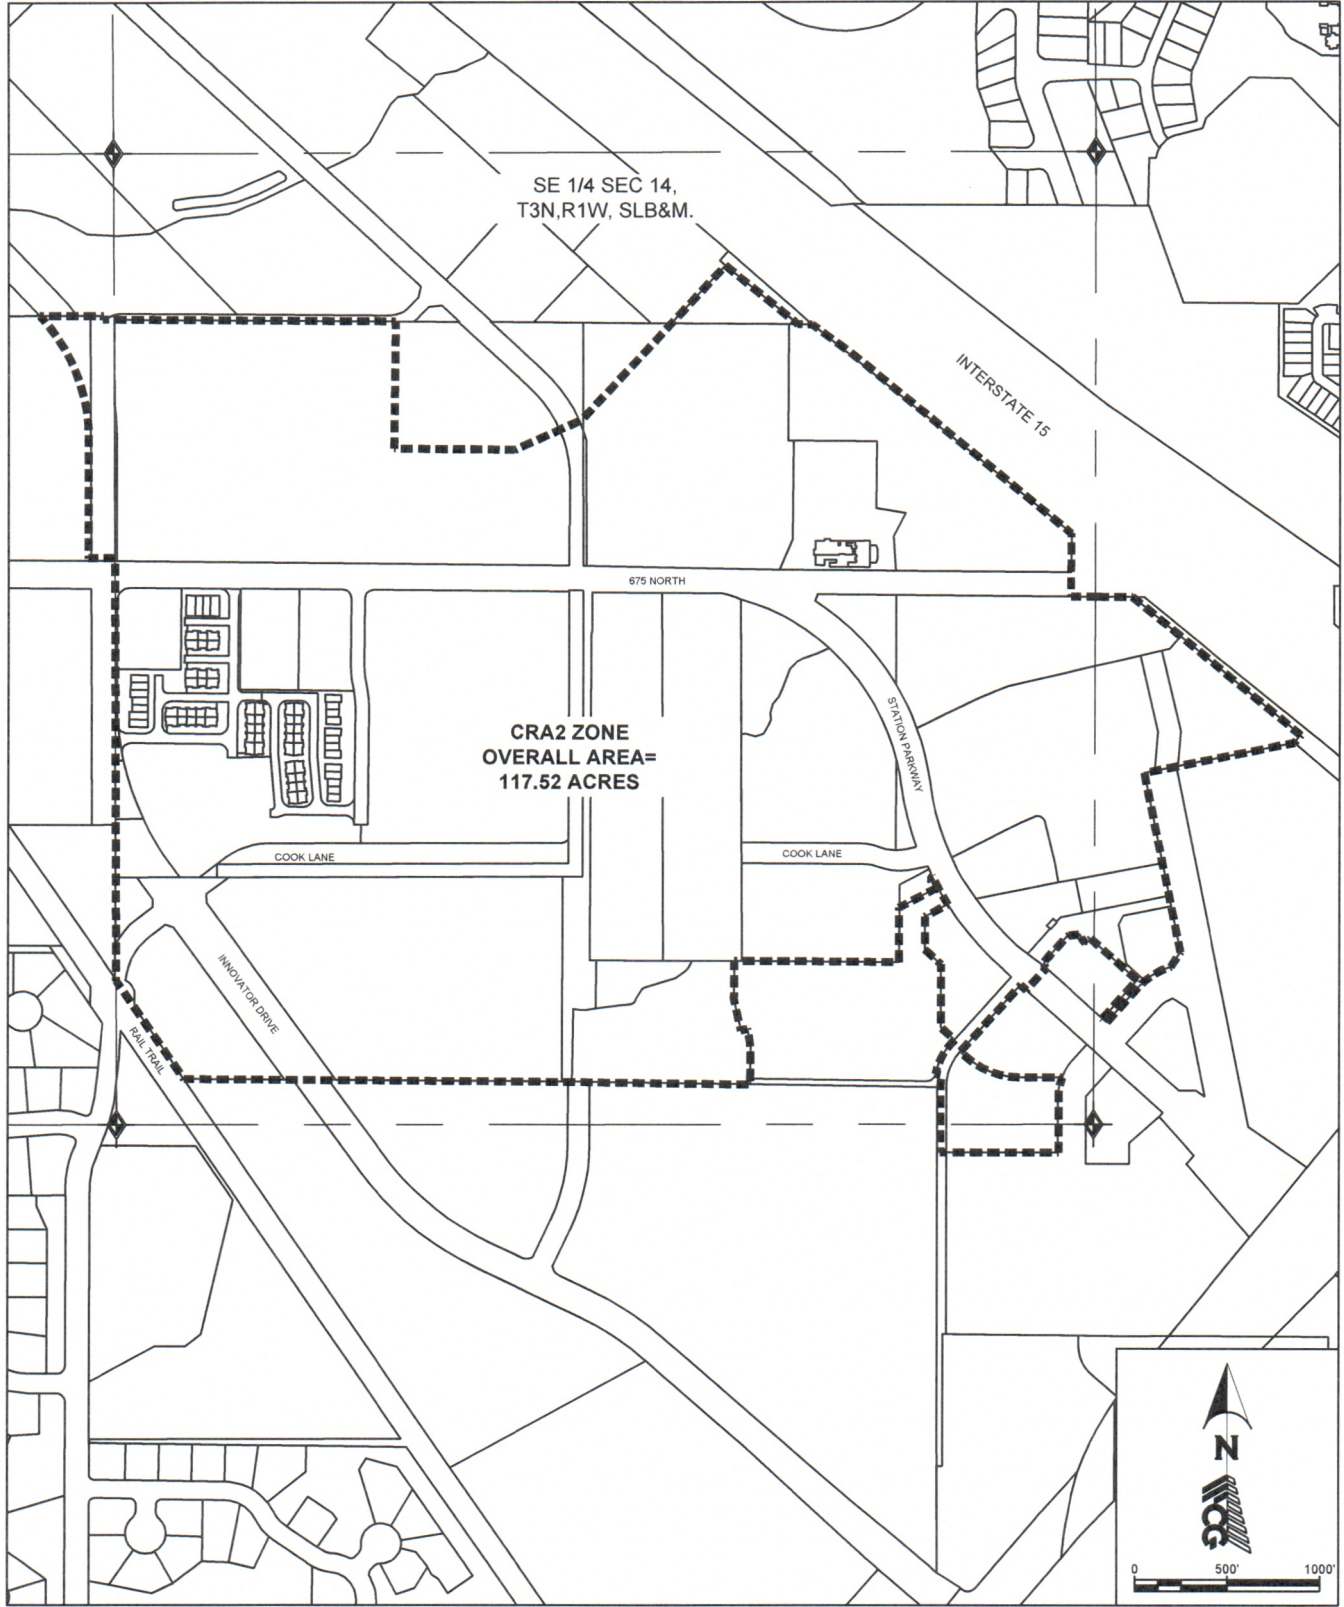 SE 1/4 SEC 14,
T3N,R1W, SLB&M.
INTERSTATE 15
675 NORTH
STATION PARKWAY
CRA2 ZONE
OVERALL AREA=
117.52 ACRES
COOK LANE
COOK LANE
INNOVATOR DRIVE
RAIL TRAIL
N
CG
0 500' 1000'